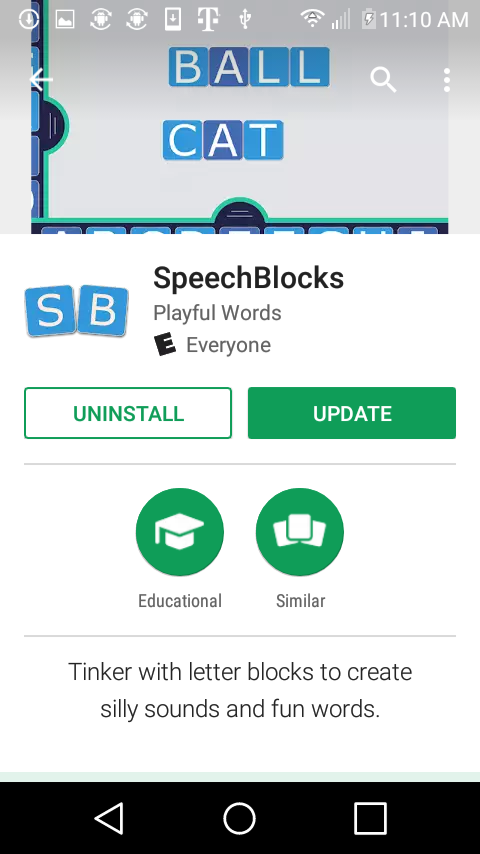 11:10 AM
BALL
CAT
SB
SpeechBlocks
Playful Words
E Everyone
UNINSTALL
UPDATE
Educational
Similar
Tinker with letter blocks to create
silly sounds and fun words.